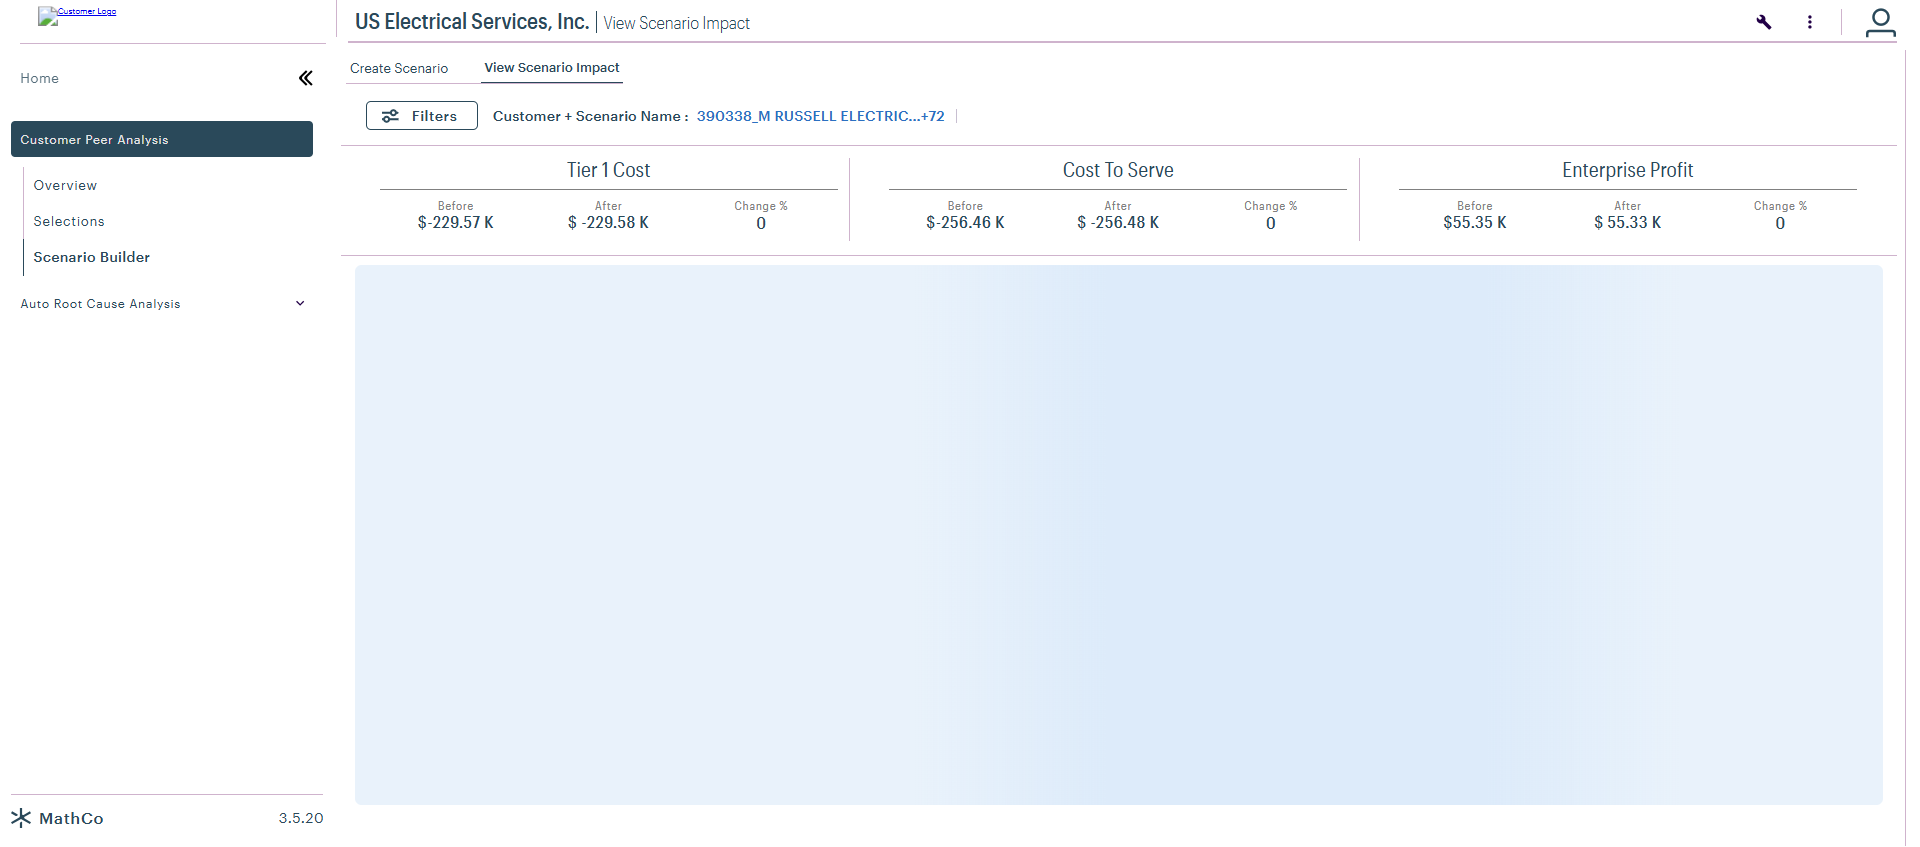 Customer Logo
US Electrical Services, Inc. | View Scenario Impact
Home
Create Scenario
View Scenario Impact
Filters
Customer + Scenario Name : 390338_M RUSSELL ELECTRIC...+72
Customer Peer Analysis
Overview
Selections
Scenario Builder
Auto Root Cause Analysis
Tier 1 Cost
Before After Change %
$-229.57 K $ -229.58 K 0
Cost To Serve
Before After Change %
$-256.46 K $ -256.48 K 0
Enterprise Profit
Before After Change %
$55.35 K $ 55.33 K 0
MathCo 3.5.20